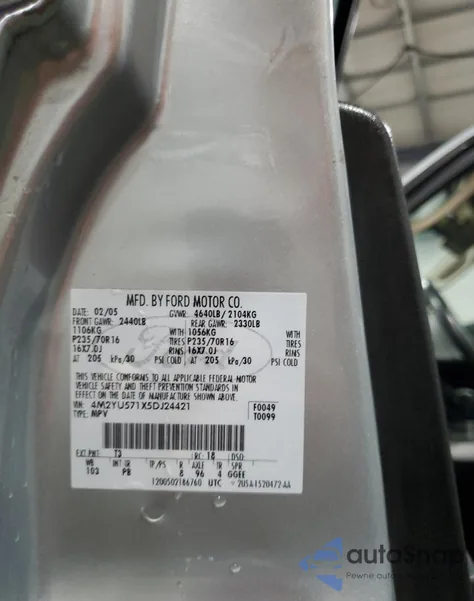 MFD. BY FORD MOTOR CO.
DATE: 02/05 GVWR: 4640LB/2104KG
FRONT GAWR: 2440LB REAR GAWR: 2330LB
1106KG WITH 1056KG WITH
P235/70R16 TIRES P235/70R16 TIRES
16X7.0J RIMS 16X7.0J RIMS
AT 205 kPa/30 PSI COLD AT 205 kPa/30 PSI COLD
THIS VEHICLE CONFORMS TO ALL APPLICABLE FEDERAL MOTOR
VEHICLE SAFETY AND THEFT PREVENTION STANDARDS IN
EFFECT ON THE DATE OF MANUFACTURE SHOWN ABOVE.
VIN: 4M2YU571X5DJ24421 F0049
TYPE: MPV T0099
EXT PNT: T3 RC: 18 DSO:
WB INT TR TP/PS R AXLE TR SPR
103 PB 8 96 4 GGEE
1200502186760 UTC 2U5A-1520472-AA
autoSnap
Pewne auto